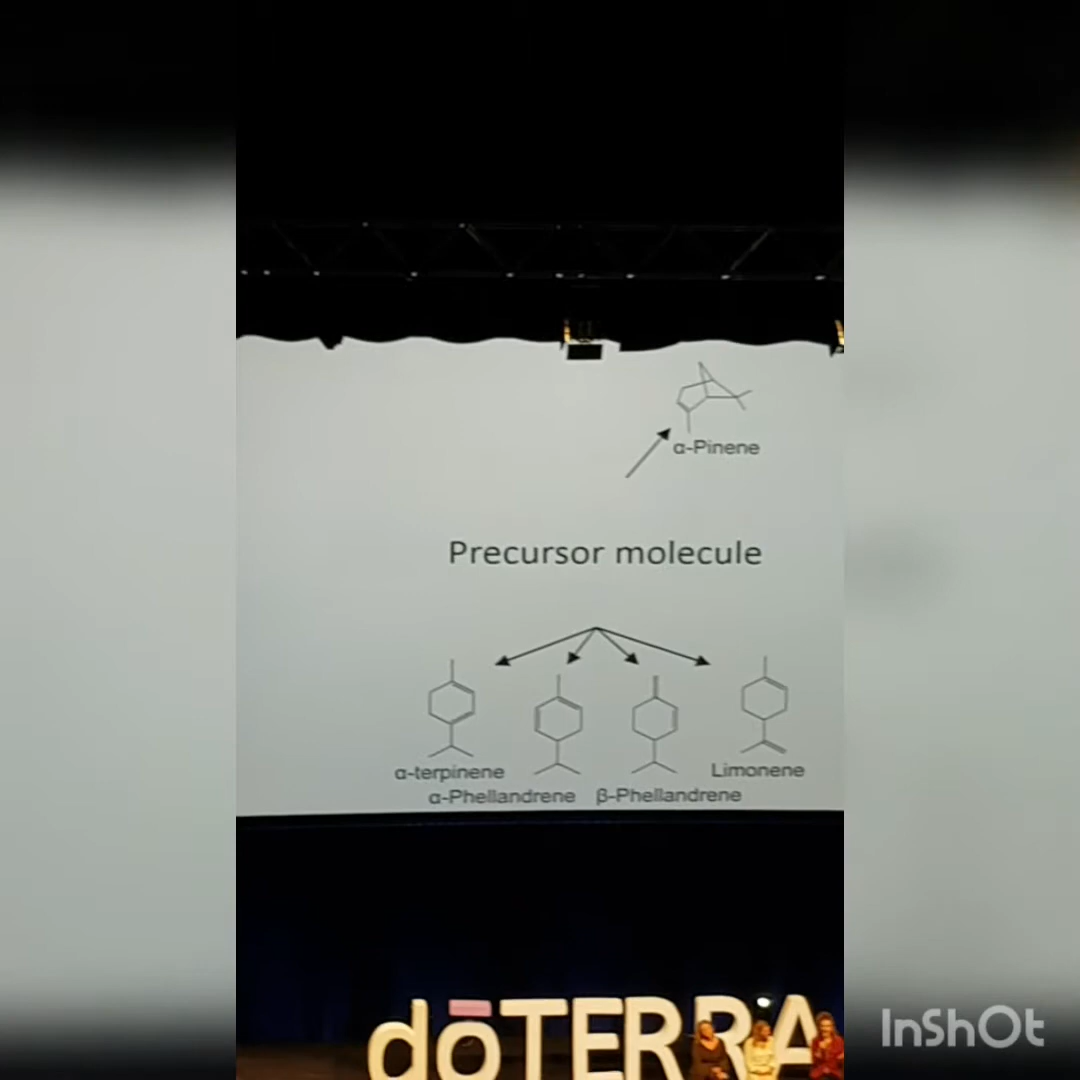 α-Pinene
Precursor molecule
α-terpinene
Limonene
α-Phellandrene
β-Phellandrene
dōTERRA
InShOt